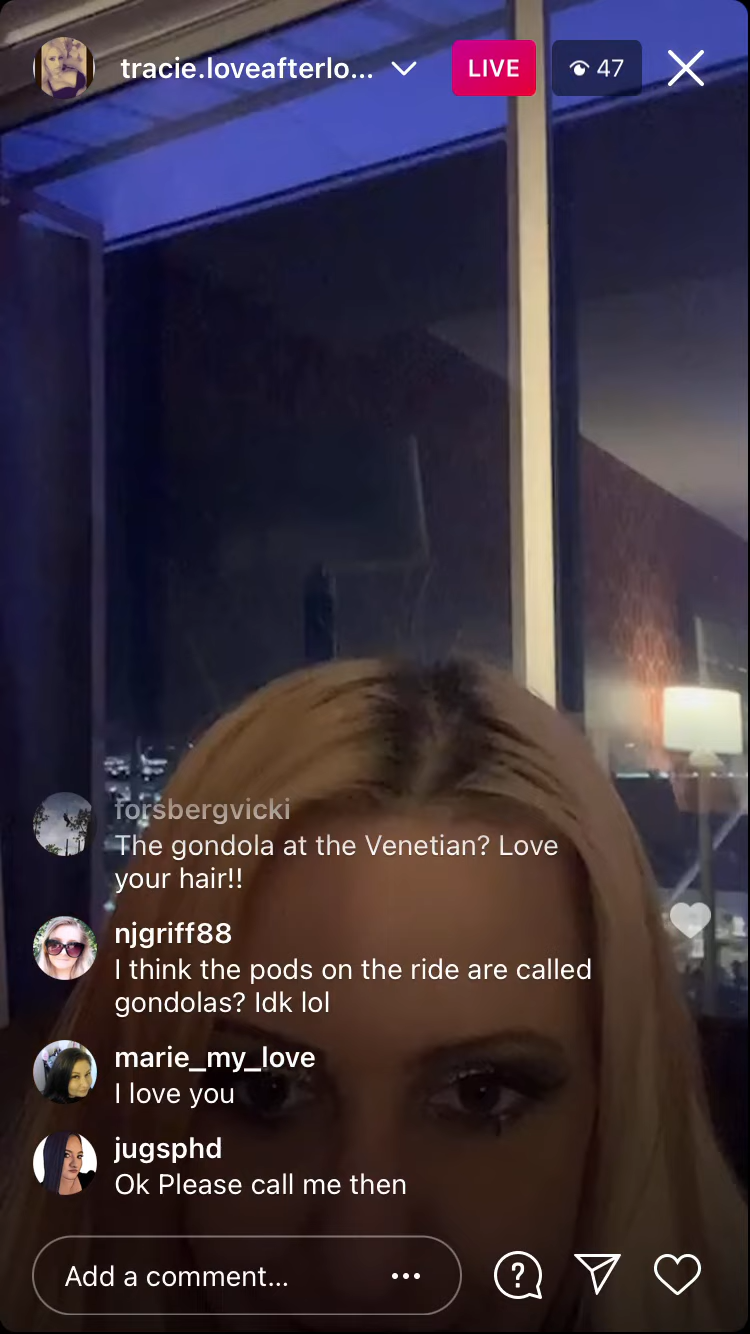 tracie.loveafterlo...
LIVE
47
forsbergvicki
The gondola at the Venetian? Love
your hair!!
njgriff88
I think the pods on the ride are called
gondolas? Idk lol
marie_my_love
I love you
jugsphd
Ok Please call me then
Add a comment...